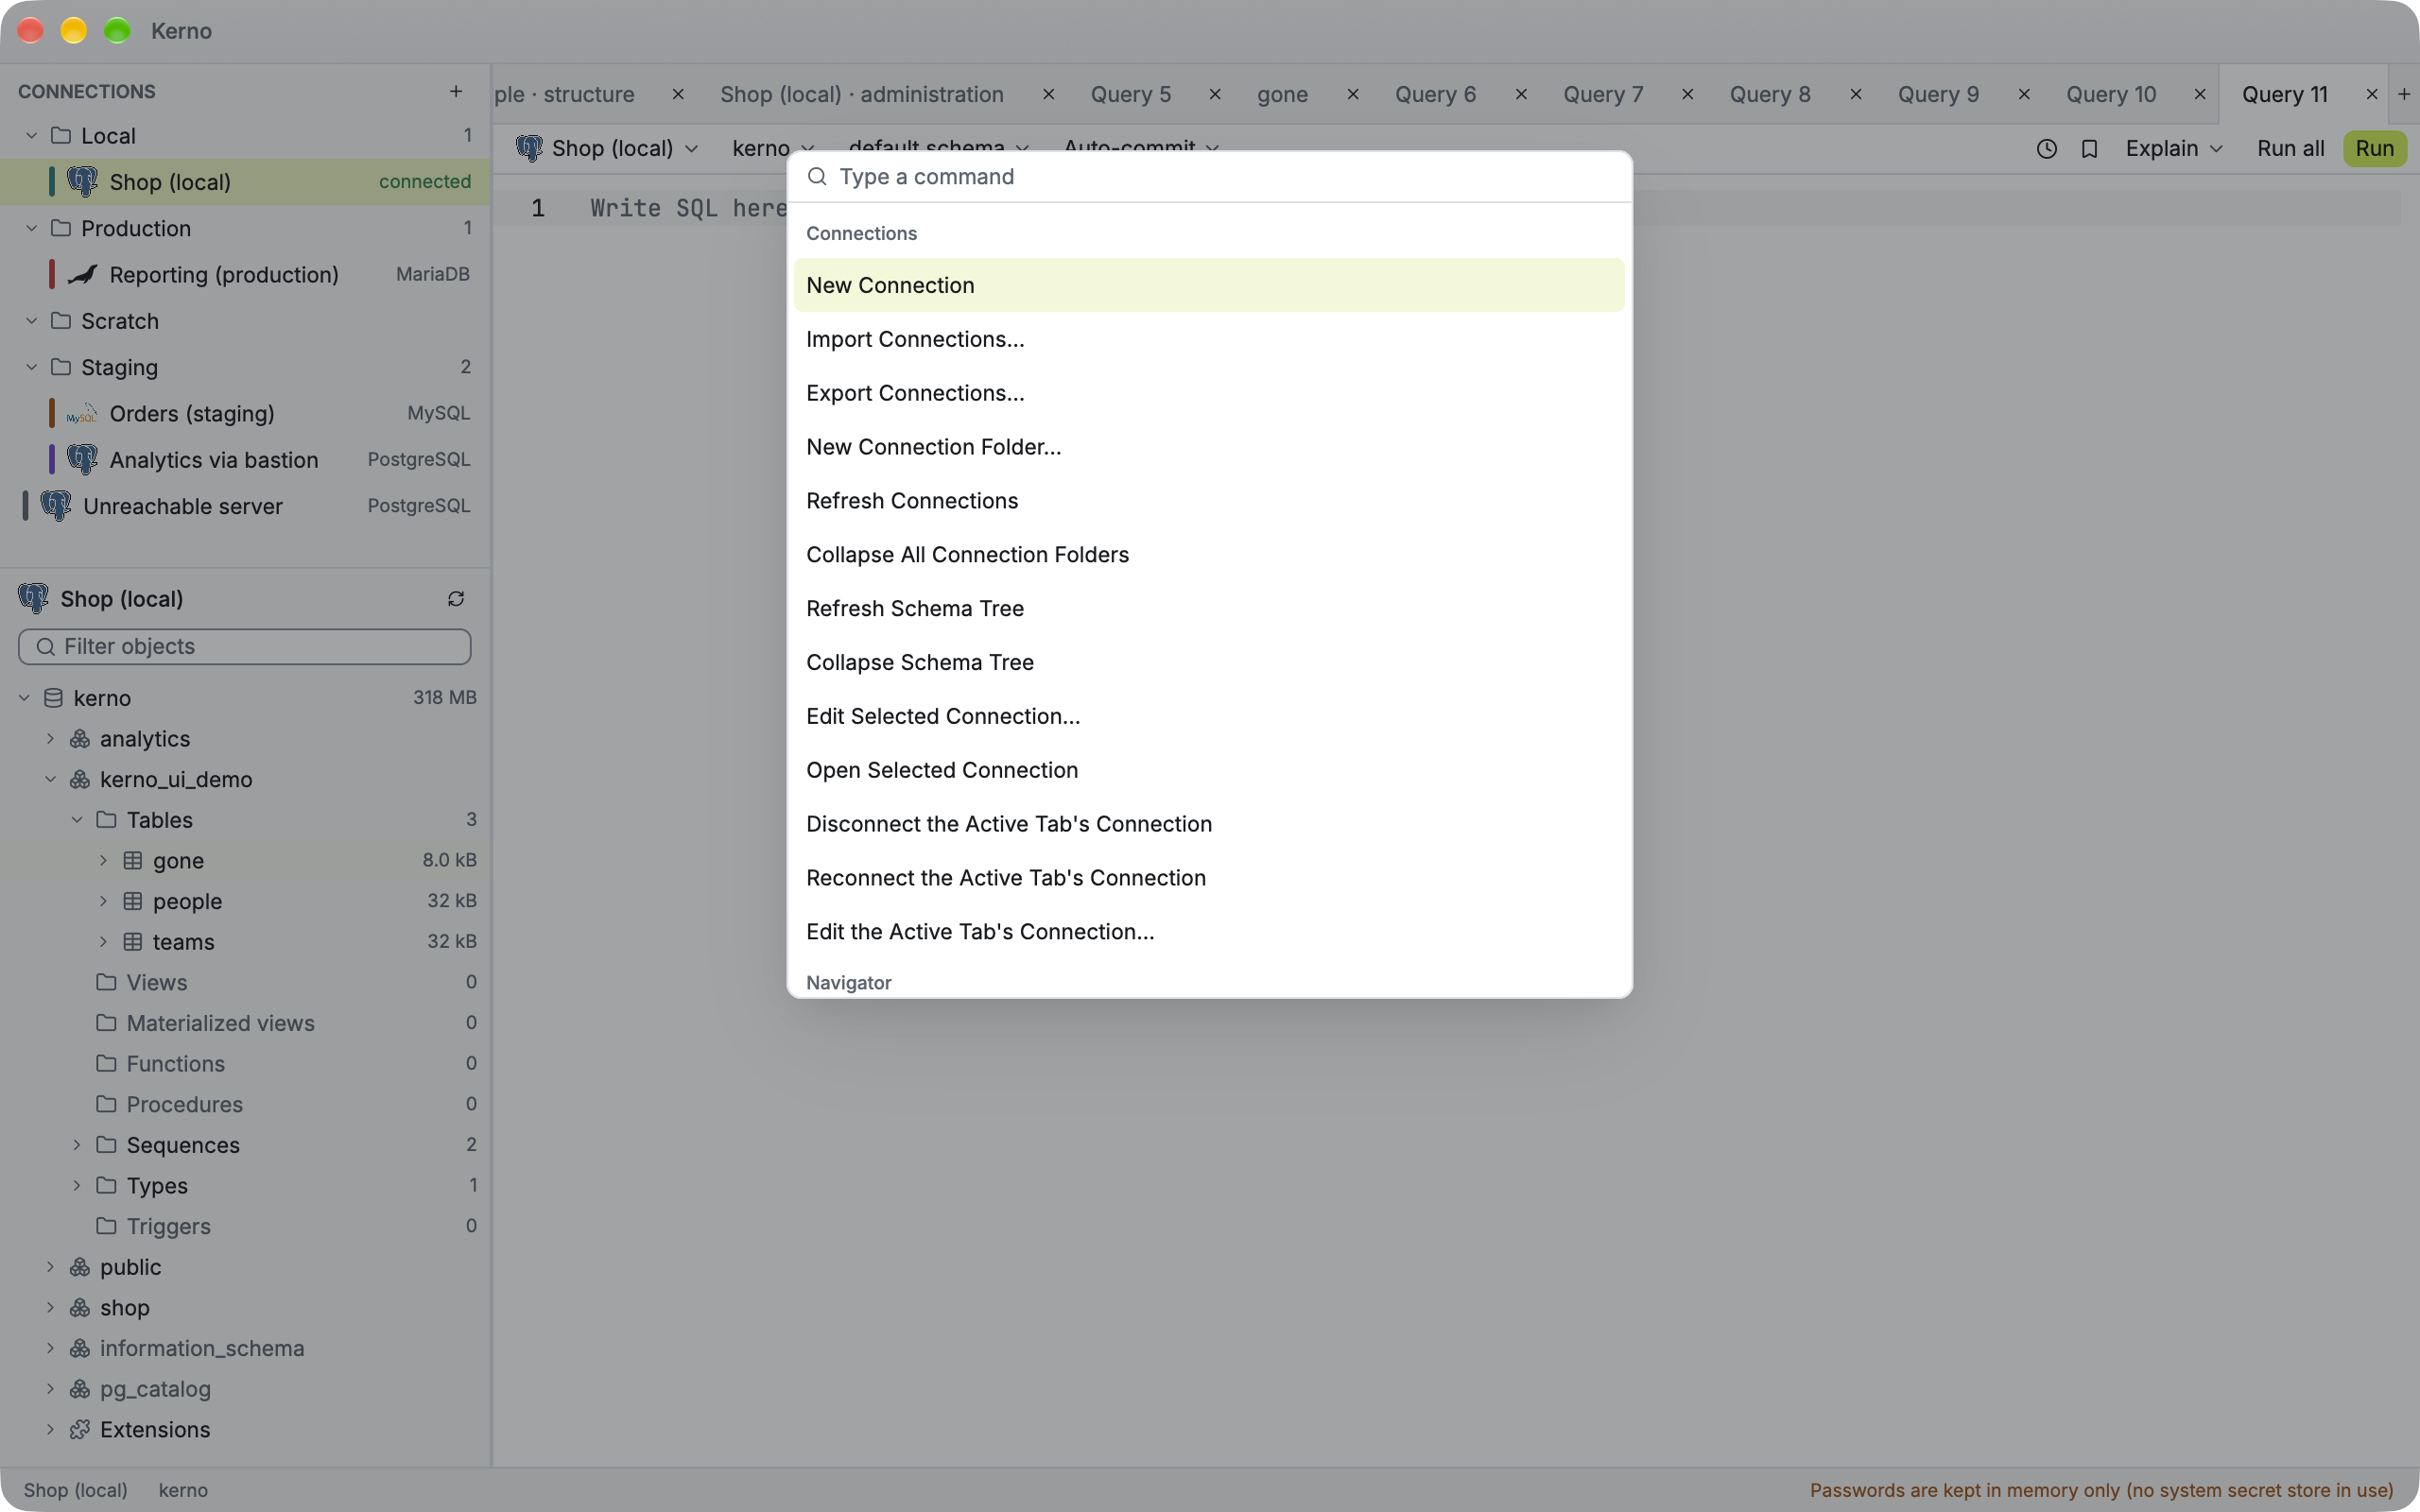 Kerno
CONNECTIONS
Local 1
Shop (local) connected
Production 1
Reporting (production) MariaDB
Scratch
Staging 2
MySQL Orders (staging) MySQL
Analytics via bastion PostgreSQL
Unreachable server PostgreSQL
Shop (local)
Filter objects
kerno 318 MB
analytics
kerno_ui_demo
Tables 3
gone 8.0 kB
people 32 kB
teams 32 kB
Views 0
Materialized views 0
Functions 0
Procedures 0
Sequences 2
Types 1
Triggers 0
public
shop
information_schema
pg_catalog
Extensions
ple · structure Shop (local) · administration Query 5 gone Query 6 Query 7 Query 8 Query 9 Query 10 Query 11
Shop (local) kerno default schema Auto-commit Explain Run all Run
1 Write SQL here
Type a command
Connections
New Connection
Import Connections...
Export Connections...
New Connection Folder...
Refresh Connections
Collapse All Connection Folders
Refresh Schema Tree
Collapse Schema Tree
Edit Selected Connection...
Open Selected Connection
Disconnect the Active Tab's Connection
Reconnect the Active Tab's Connection
Edit the Active Tab's Connection...
Navigator
Shop (local) kerno Passwords are kept in memory only (no system secret store in use)